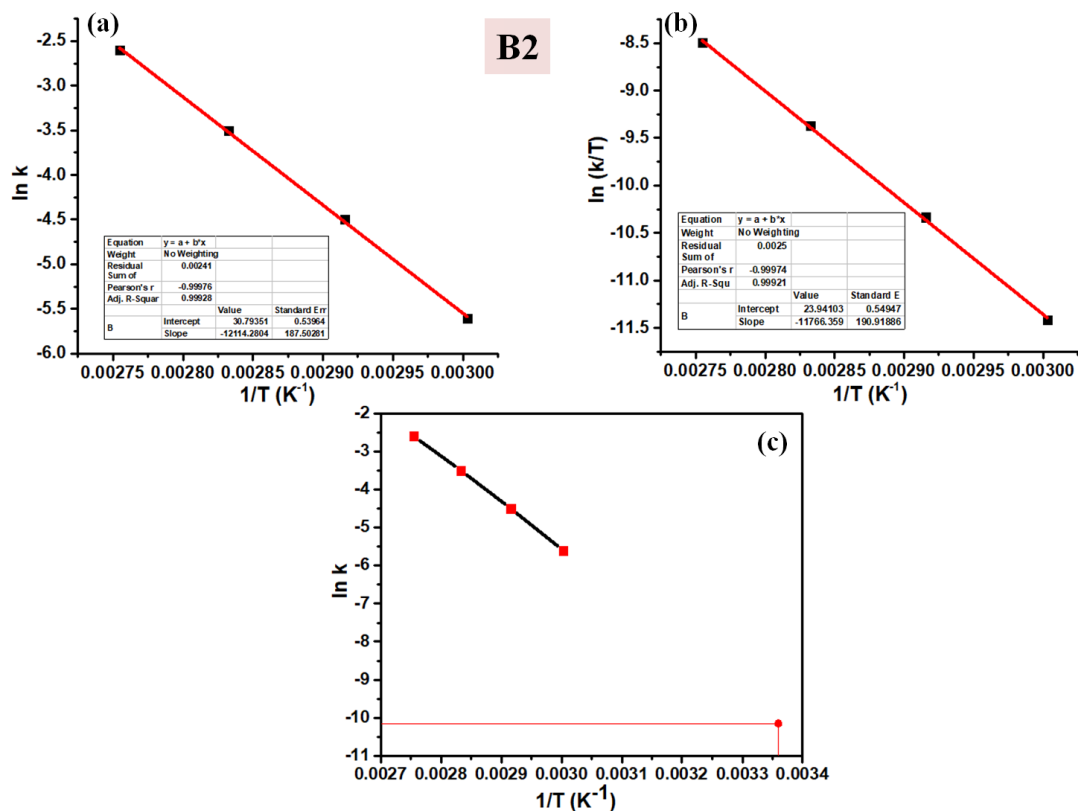 (a)
B2
(b)
-2.5
-3.0
-3.5
-4.0
-4.5
-5.0
-5.5
-6.0
ln k
Equation y = a + b*x
Weight No Weighting
Residual Sum of 0.00241
Pearson's r -0.99976
Adj. R-Squar 0.99928
Value Standard Err
B Intercept 30.79351 0.53964
Slope -12114.2804 187.50281
0.00275 0.00280 0.00285 0.00290 0.00295 0.00300
1/T (K-1)
-8.5
-9.0
-9.5
-10.0
-10.5
-11.0
-11.5
ln (k/T)
Equation y = a + b*x
Weight No Weighting
Residual Sum of 0.0025
Pearson's r -0.99974
Adj. R-Squ 0.99921
Value Standard E
B Intercept 23.94103 0.54947
Slope -11766.359 190.91886
0.00275 0.00280 0.00285 0.00290 0.00295 0.00300
1/T (K-1)
(c)
-2
-3
-4
-5
-6
-7
-8
-9
-10
-11
ln k
0.0027 0.0028 0.0029 0.0030 0.0031 0.0032 0.0033 0.0034
1/T (K-1)